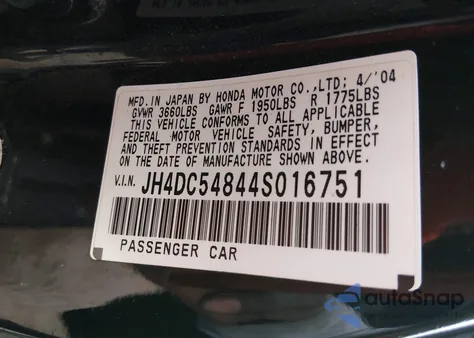 MFD. IN JAPAN BY HONDA MOTOR CO.,LTD; 4/'04
GVWR 3660LBS GAWR F 1950LBS R 1775LBS
THIS VEHICLE CONFORMS TO ALL APPLICABLE
FEDERAL MOTOR VEHICLE SAFETY, BUMPER,
AND THEFT PREVENTION STANDARDS IN EFFECT
ON THE DATE OF MANUFACTURE SHOWN ABOVE.
V.I.N. JH4DC54844S016751
PASSENGER CAR
autoSnap